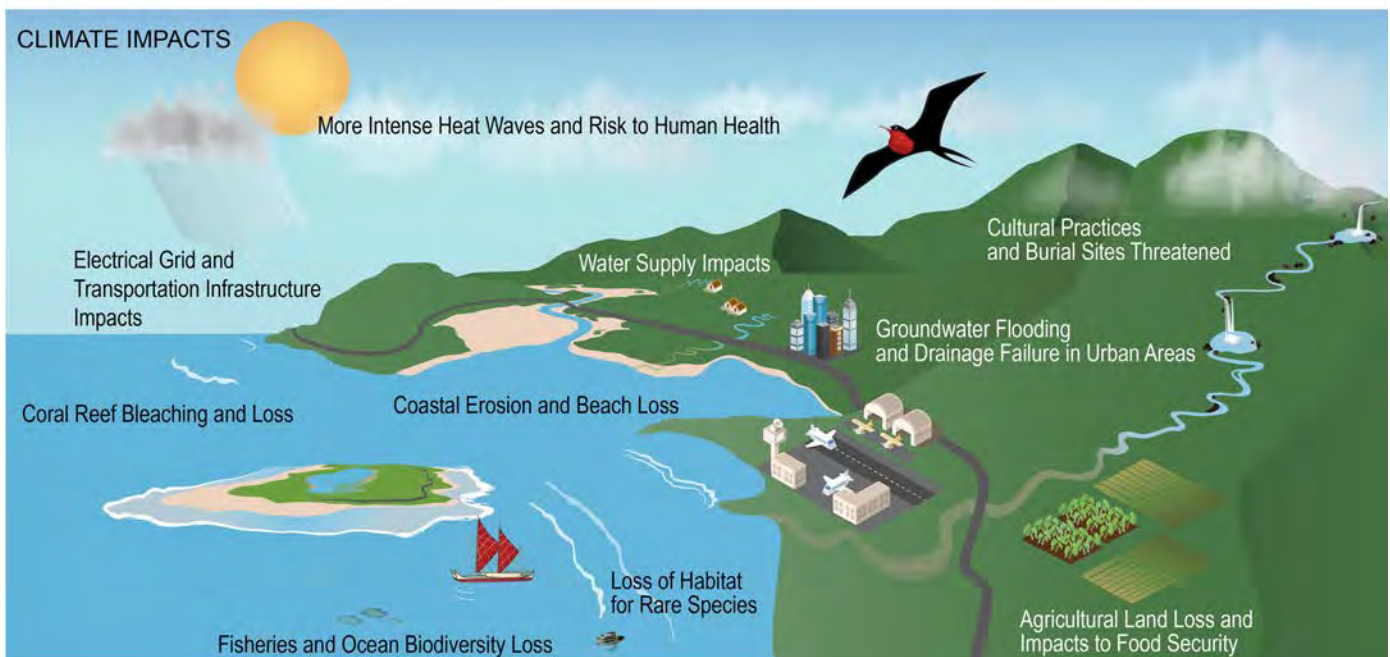 CLIMATE IMPACTS
More Intense Heat Waves and Risk to Human Health
Cultural Practices
and Burial Sites Threatened
Electrical Grid and
Transportation Infrastructure
Impacts
Water Supply Impacts
Groundwater Flooding
and Drainage Failure in Urban Areas
Coral Reef Bleaching and Loss
Coastal Erosion and Beach Loss
Loss of Habitat
for Rare Species
Fisheries and Ocean Biodiversity Loss
Agricultural Land Loss and
Impacts to Food Security